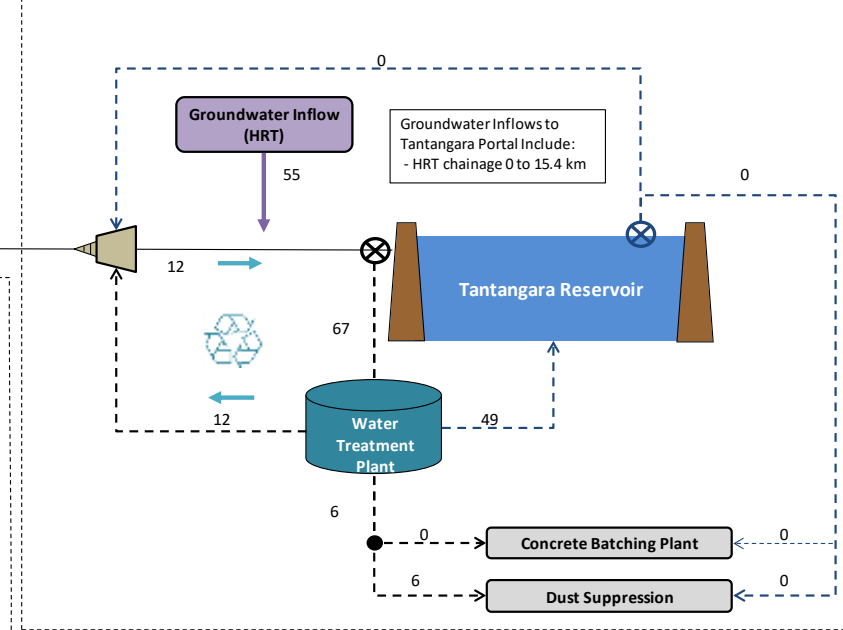 0
Groundwater Inflow
(HRT)
Groundwater Inflows to
Tantangara Portal Include:
- HRT chainage 0 to 15.4 km
55
0
12
Tantangara Reservoir
67
12
Water
Treatment
Plant
49
6
0
Concrete Batching Plant
0
6
Dust Suppression
0